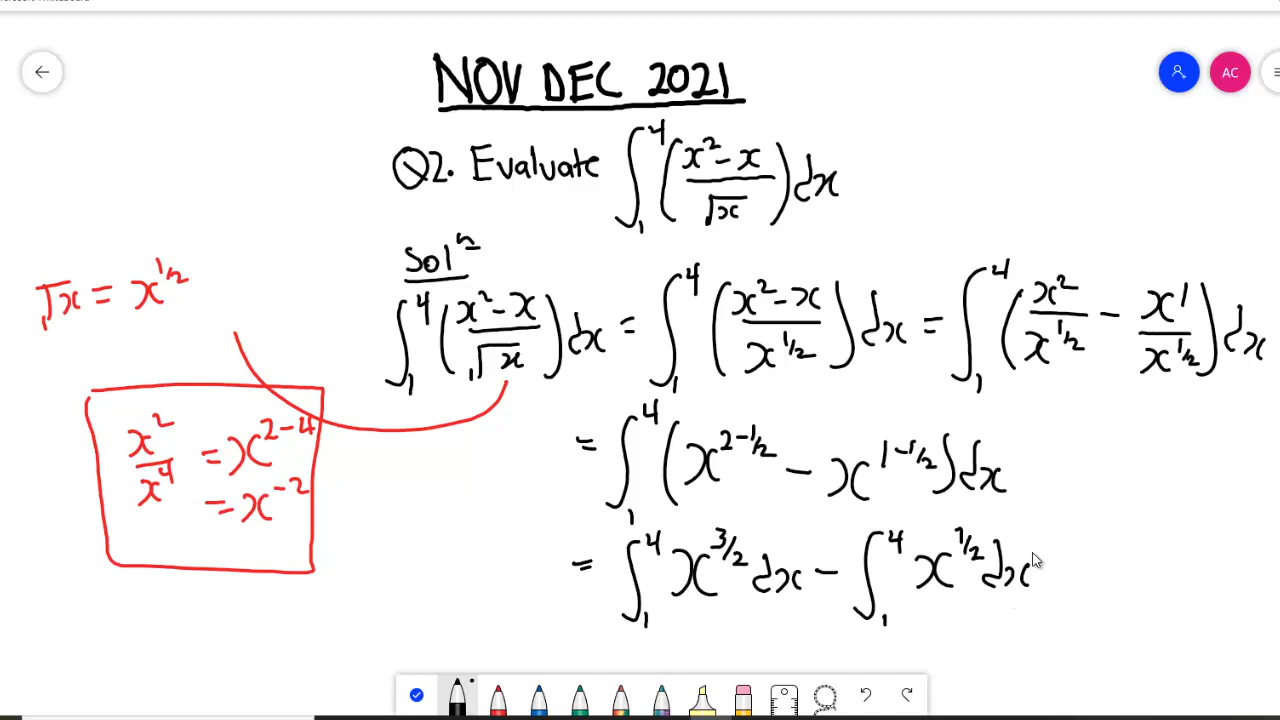 NOV DEC 2021
Q2. Evaluate ∫₁⁴ ((x² - x)/√x) dx
Solⁿ
√x = x^(1/2)
∫₁⁴ ((x² - x)/√x) dx = ∫₁⁴ ((x² - x)/x^(1/2)) dx = ∫₁⁴ (x²/x^(1/2) - x¹/x^(1/2)) dx
x²/x⁴ = x^(2-4)
= x^(-2)
= ∫₁⁴ (x^(2-1/2) - x^(1-1/2)) dx
= ∫₁⁴ x^(3/2) dx - ∫₁⁴ x^(1/2) dx
AC